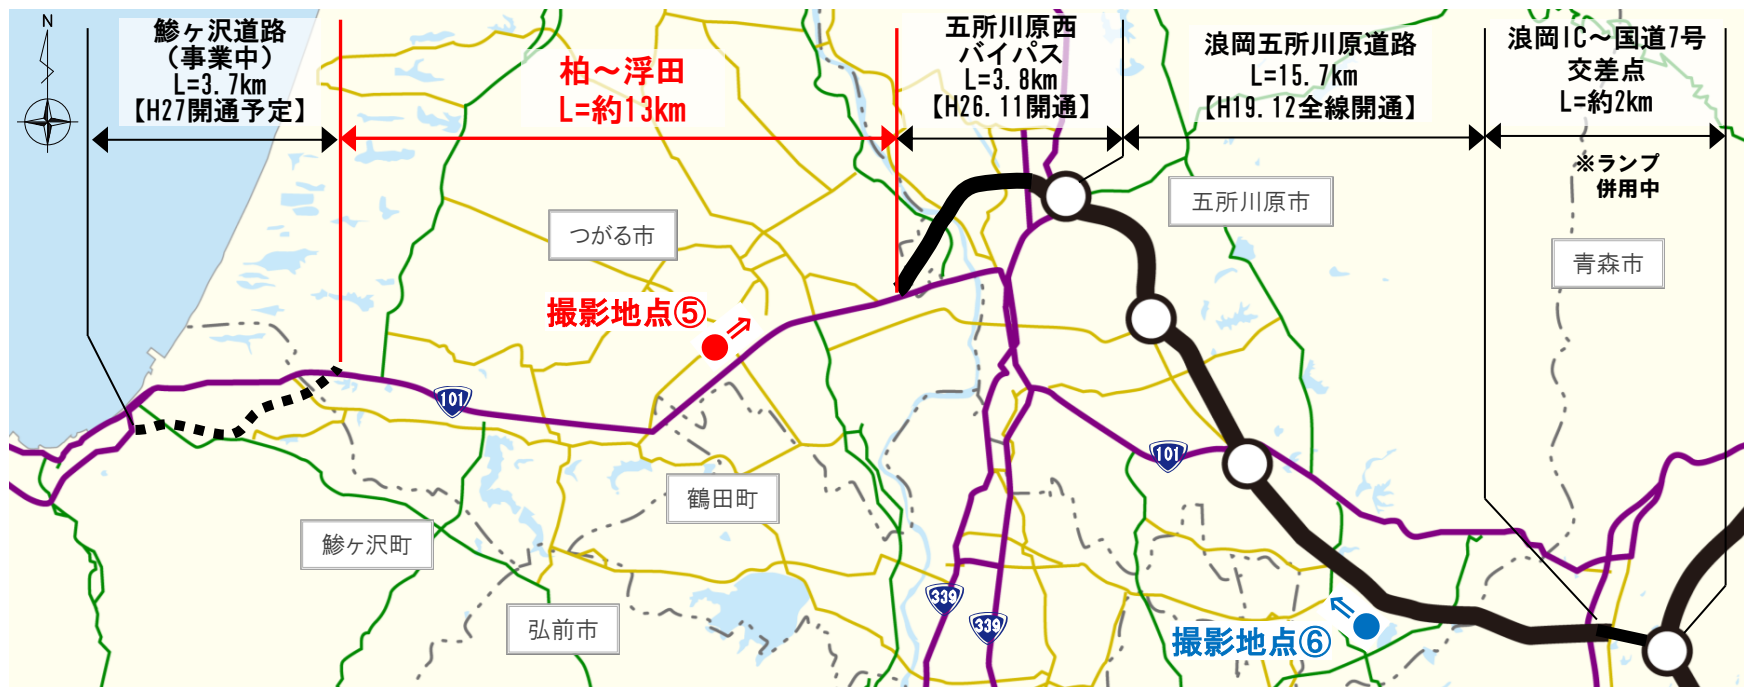 N
鰺ヶ沢道路
（事業中）
L=3.7km
【H27開通予定】
柏～浮田
L=約13km
五所川原西
バイパス
L=3.8km
【H26.11開通】
浪岡五所川原道路
L=15.7km
【H19.12全線開通】
浪岡IC～国道7号
交差点
L=約2km
※ランプ
併用中
五所川原市
つがる市
青森市
撮影地点⑤
101
101
鶴田町
鰺ヶ沢町
弘前市
339
339
撮影地点⑥